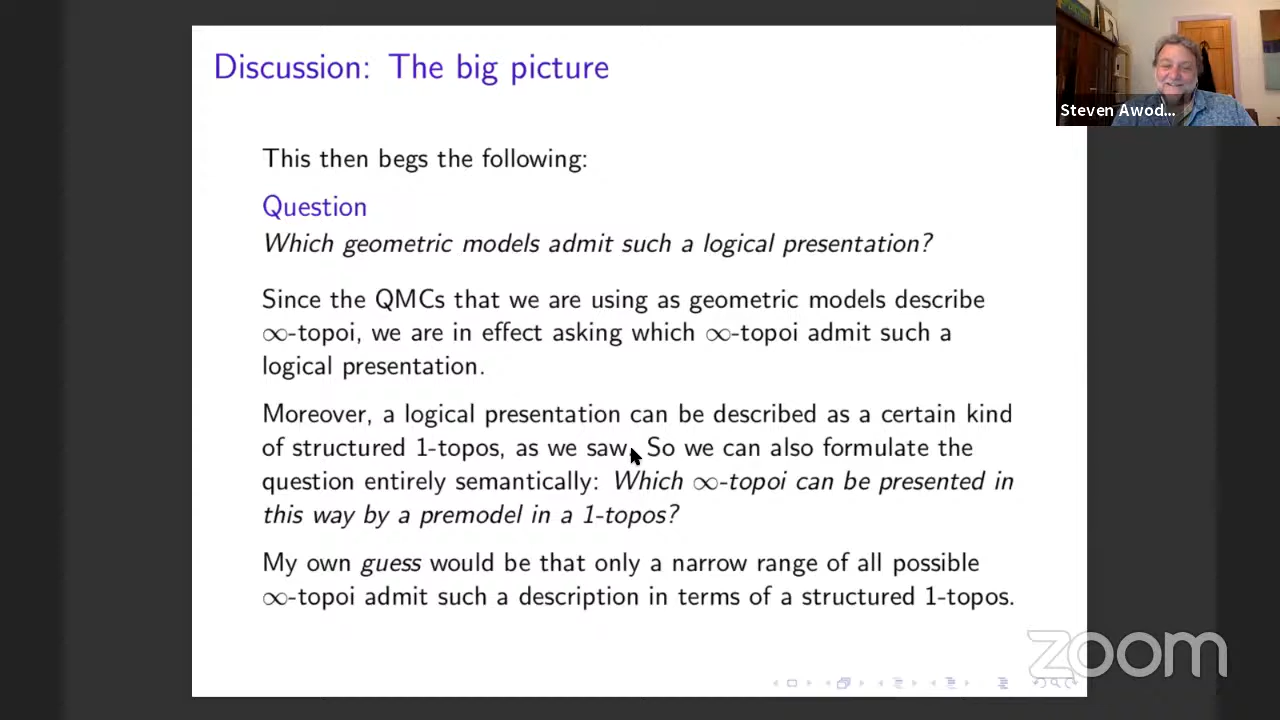 Discussion: The big picture
Steven Awod...
This then begs the following:
Question
Which geometric models admit such a logical presentation?
Since the QMCs that we are using as geometric models describe
∞-topoi, we are in effect asking which ∞-topoi admit such a
logical presentation.
Moreover, a logical presentation can be described as a certain kind
of structured 1-topos, as we saw. So we can also formulate the
question entirely semantically: Which ∞-topoi can be presented in
this way by a premodel in a 1-topos?
My own guess would be that only a narrow range of all possible
∞-topoi admit such a description in terms of a structured 1-topos.
zoom